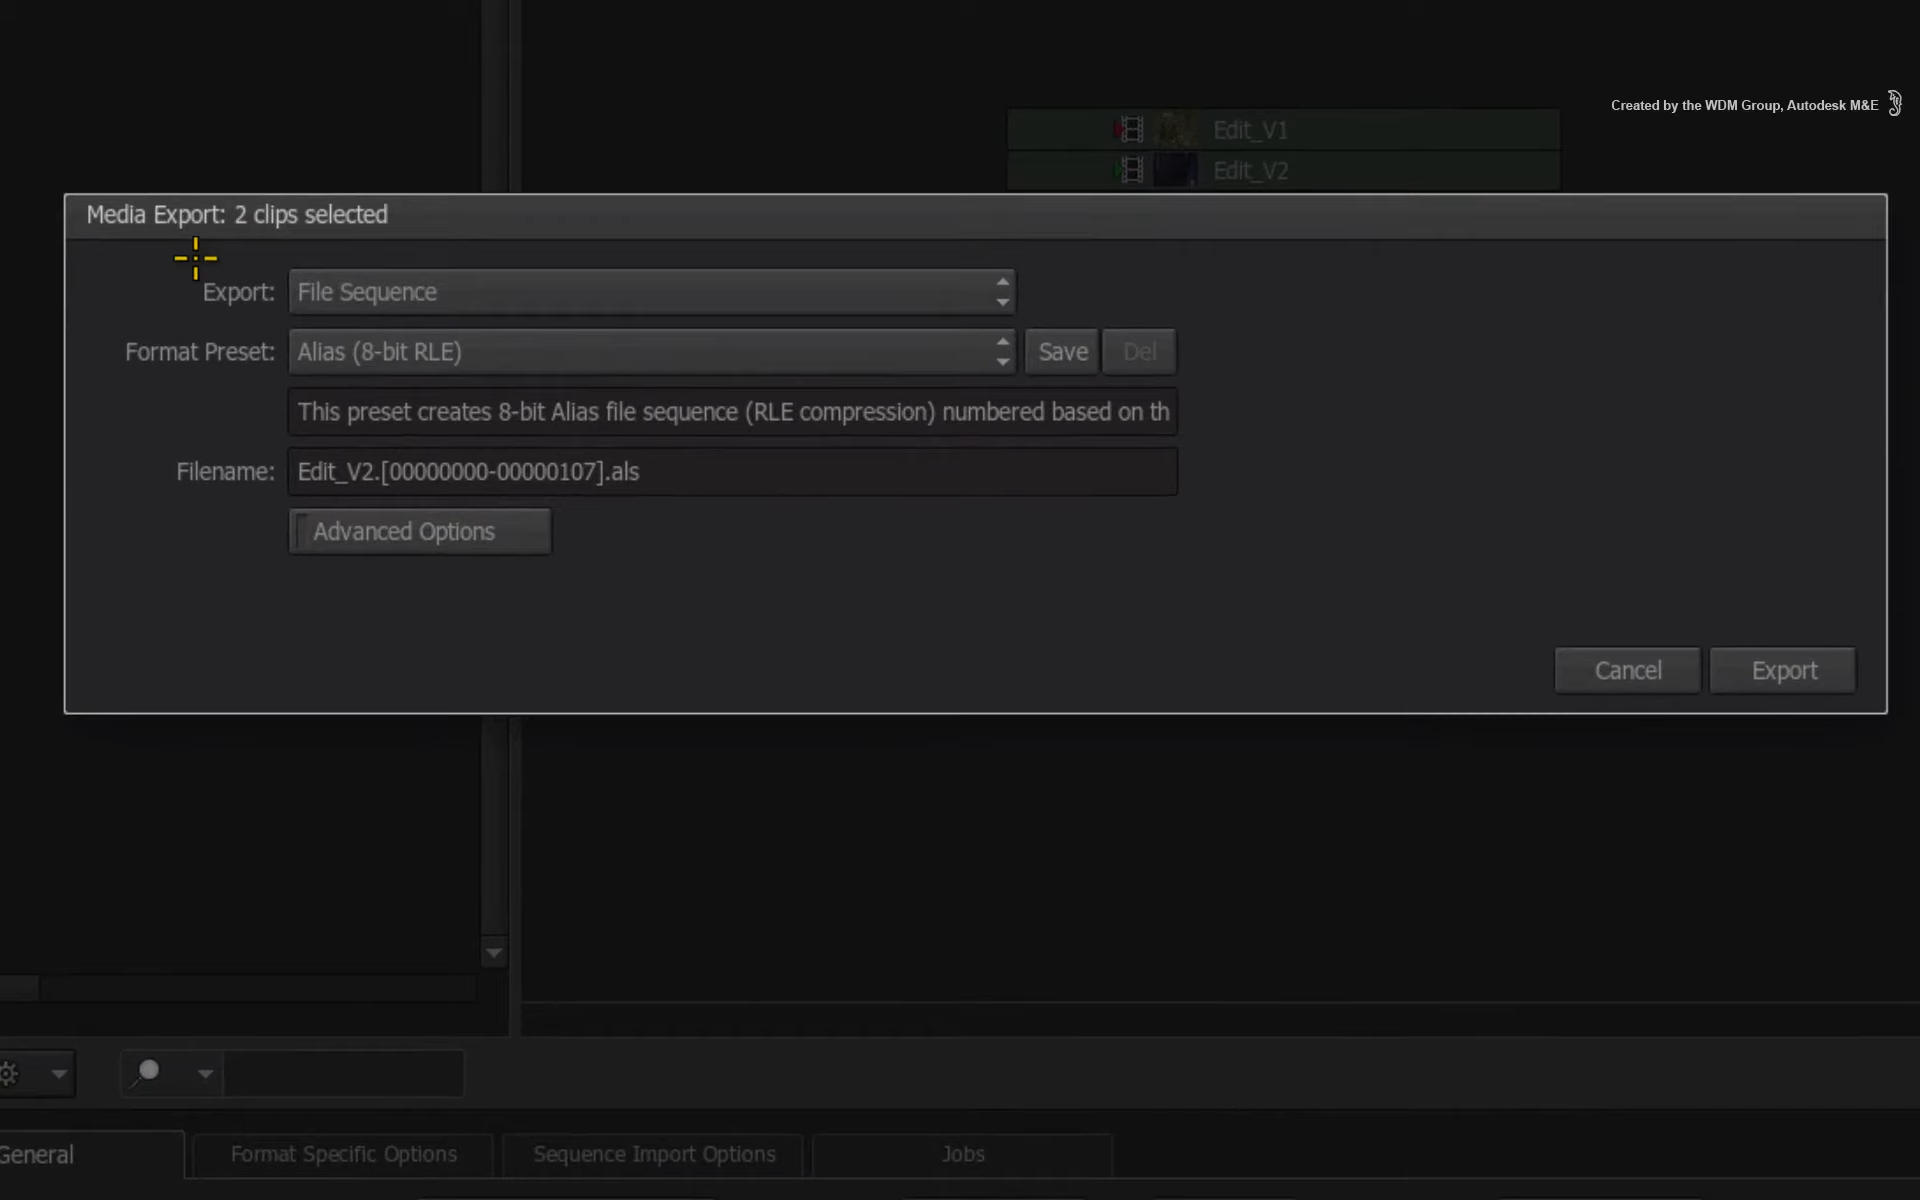 Created by the WDM Group, Autodesk M&E
Edit_V1
Edit_V2
Media Export: 2 clips selected
Export: File Sequence
Format Preset: Alias (8-bit RLE) Save Del
This preset creates 8-bit Alias file sequence (RLE compression) numbered based on th
Filename: Edit_V2.[00000000-00000107].als
Advanced Options
Cancel Export
General Format Specific Options Sequence Import Options Jobs